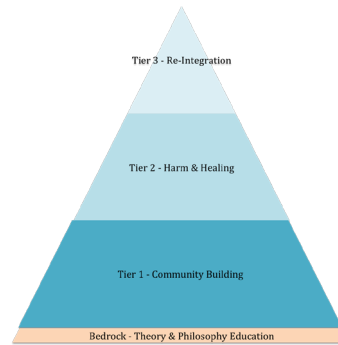 Tier 3 - Re-Integration
Tier 2 - Harm & Healing
Tier 1 - Community Building
Bedrock - Theory & Philosophy Education